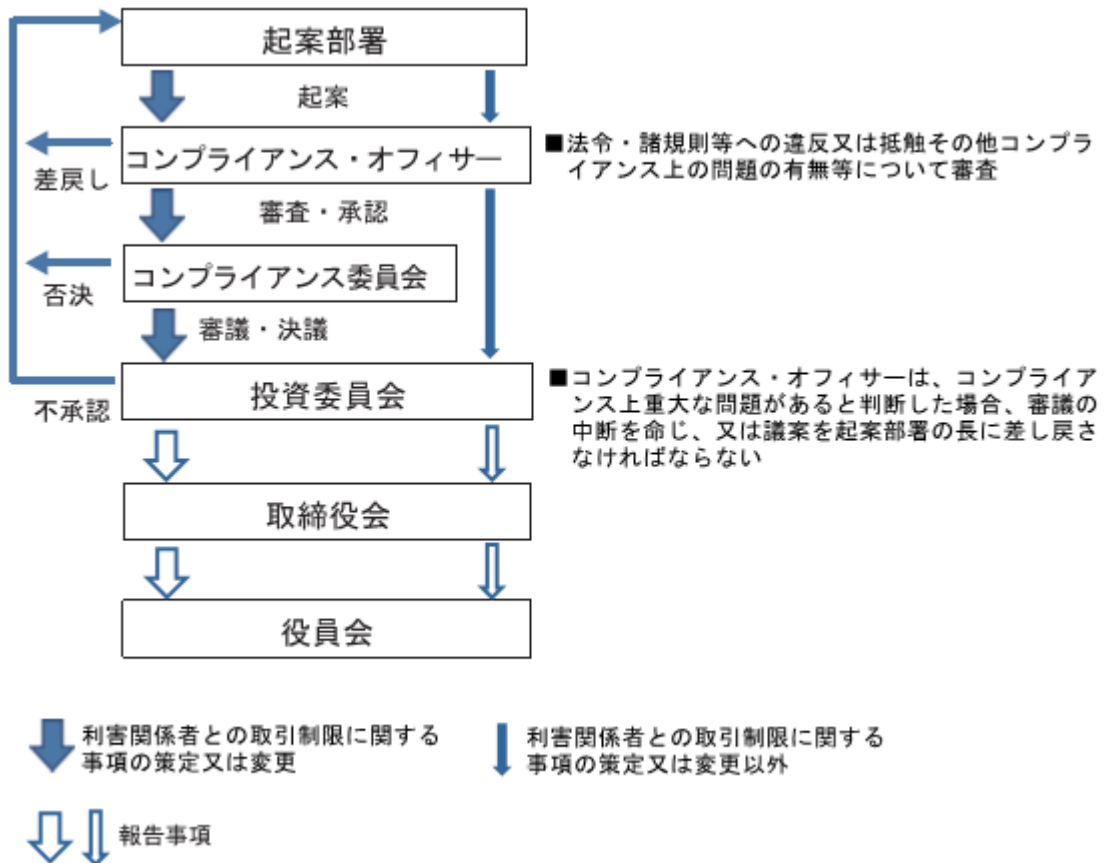 起案部署
起案
コンプライアンス・オフィサー
■法令・諸規則等への違反又は抵触その他コンプラ
イアンス上の問題の有無等について審査
差戻し
審査・承認
コンプライアンス委員会
否決
審議・決議
投資委員会
不承認
■コンプライアンス・オフィサーは、コンプライア
ンス上重大な問題があると判断した場合、審議の
中断を命じ、又は議案を起案部署の長に差し戻さ
なければならない
取締役会
役員会
利害関係者との取引制限に関する
事項の策定又は変更
利害関係者との取引制限に関する
事項の策定又は変更以外
報告事項